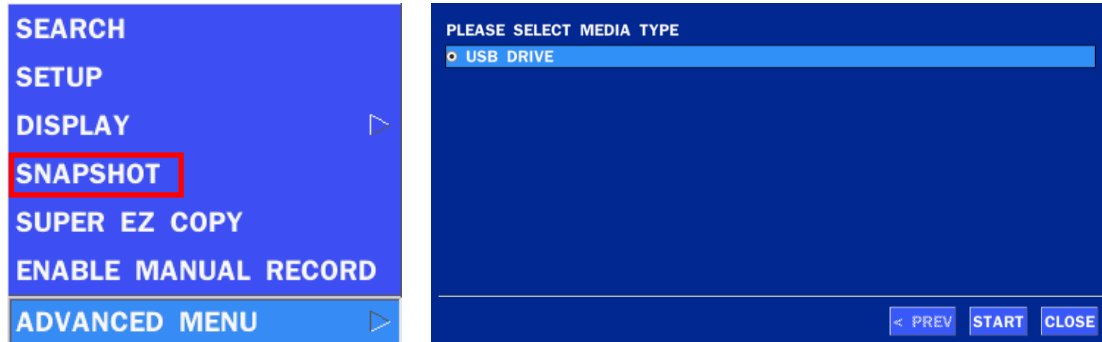 SEARCH
SETUP
DISPLAY
SNAPSHOT
SUPER EZ COPY
ENABLE MANUAL RECORD
ADVANCED MENU
PLEASE SELECT MEDIA TYPE
USB DRIVE
< PREV START CLOSE